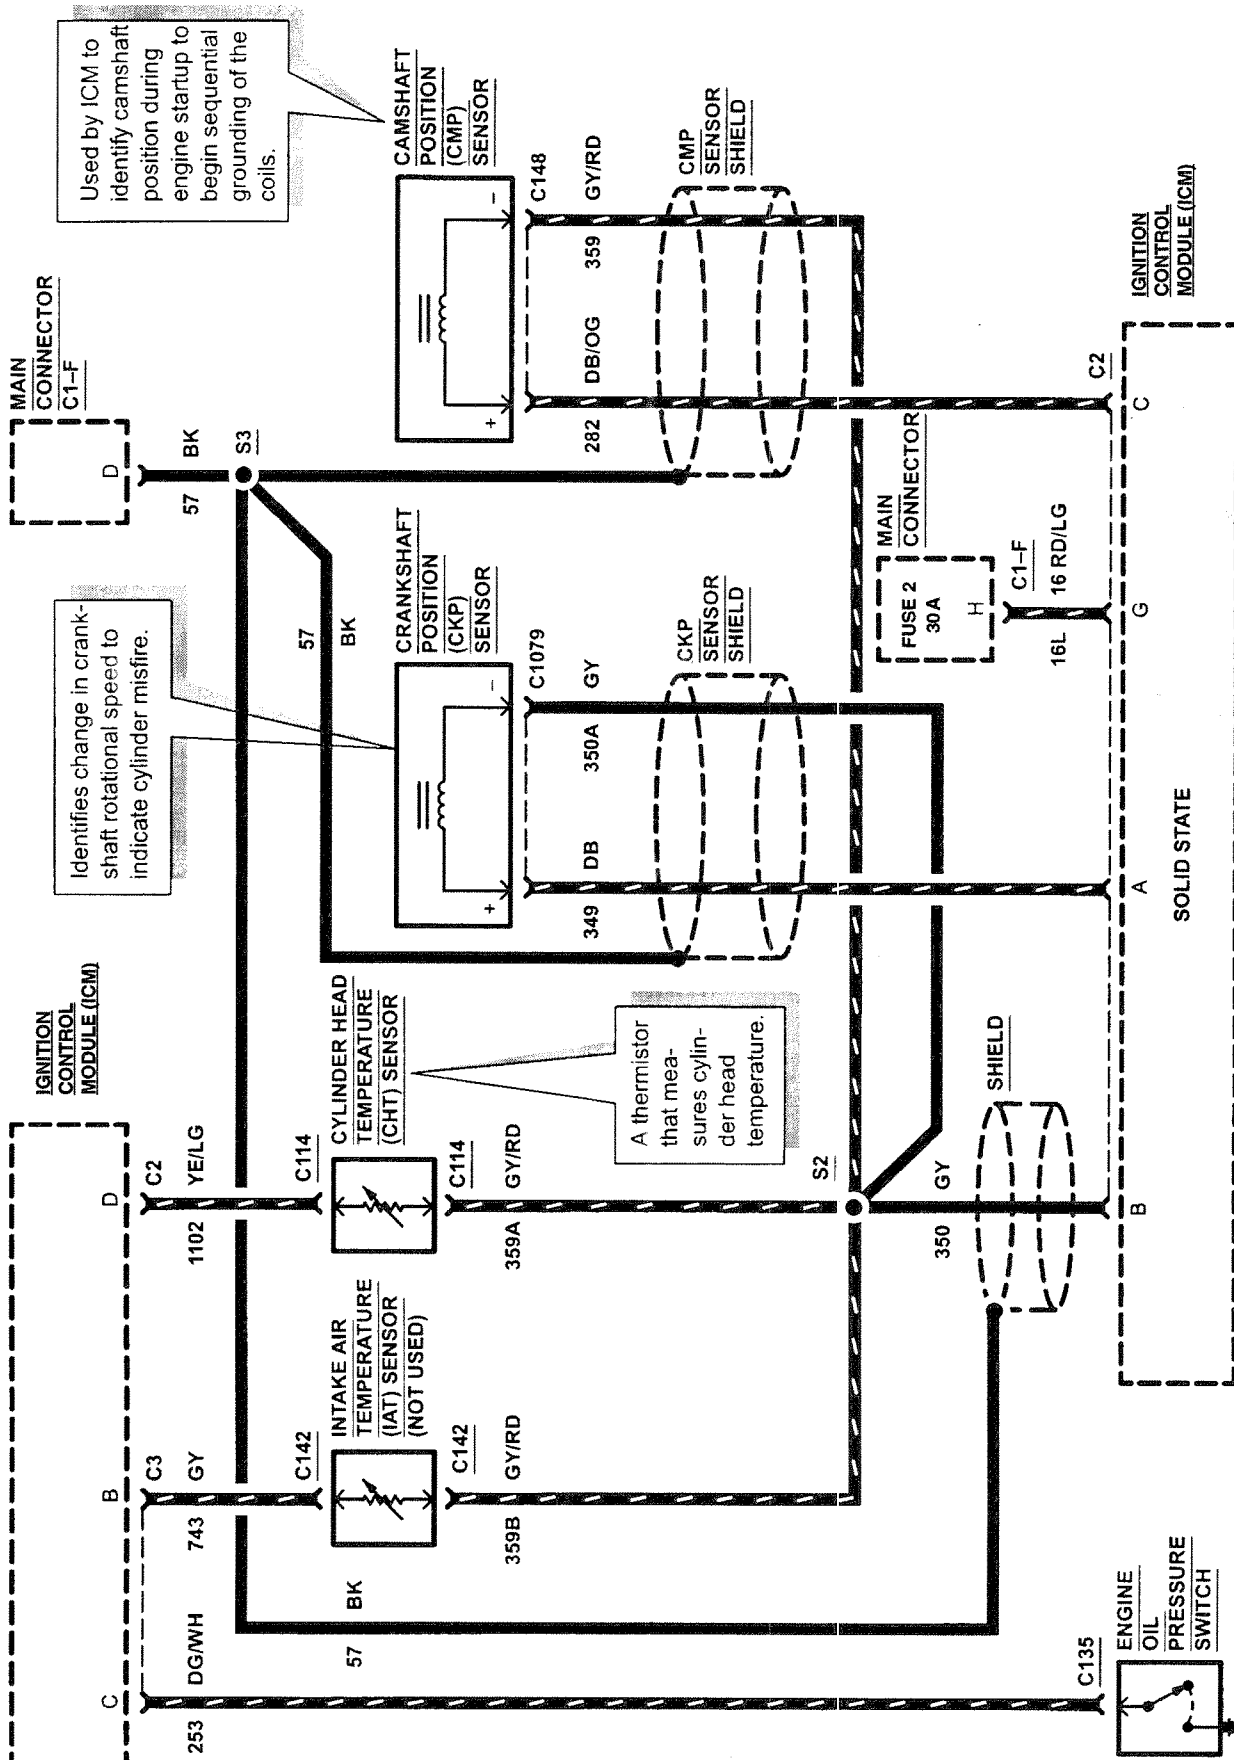 IGNITION
CONTROL
MODULE (ICM)
C
B
D
C3
C2
253
DG/WH
743
GY
1102
YE/LG
57
BK
C142
INTAKE AIR
TEMPERATURE
(IAT) SENSOR
(NOT USED)
C142
359B
GY/RD
C114
CYLINDER HEAD
TEMPERATURE
(CHT) SENSOR
C114
359A
GY/RD
A thermistor
that mea-
sures cylin-
der head
temperature.
Identifies change in crank-
shaft rotational speed to
indicate cylinder misfire.
MAIN
CONNECTOR
C1–F
D
57
BK
S3
57
BK
Used by ICM to
identify camshaft
position during
engine startup to
begin sequential
grounding of the
coils.
CRANKSHAFT
POSITION
(CKP)
SENSOR
+
–
C1079
349
DB
350A
GY
CKP
SENSOR
SHIELD
CAMSHAFT
POSITION
(CMP)
SENSOR
+
–
C148
282
DB/OG
359
GY/RD
CMP
SENSOR
SHIELD
S2
350
GY
SHIELD
MAIN
CONNECTOR
FUSE 2
30A
H
C1–F
16L
16 RD/LG
C135
ENGINE
OIL
PRESSURE
SWITCH
C2
B
A
G
C
SOLID STATE
IGNITION
CONTROL
MODULE (ICM)